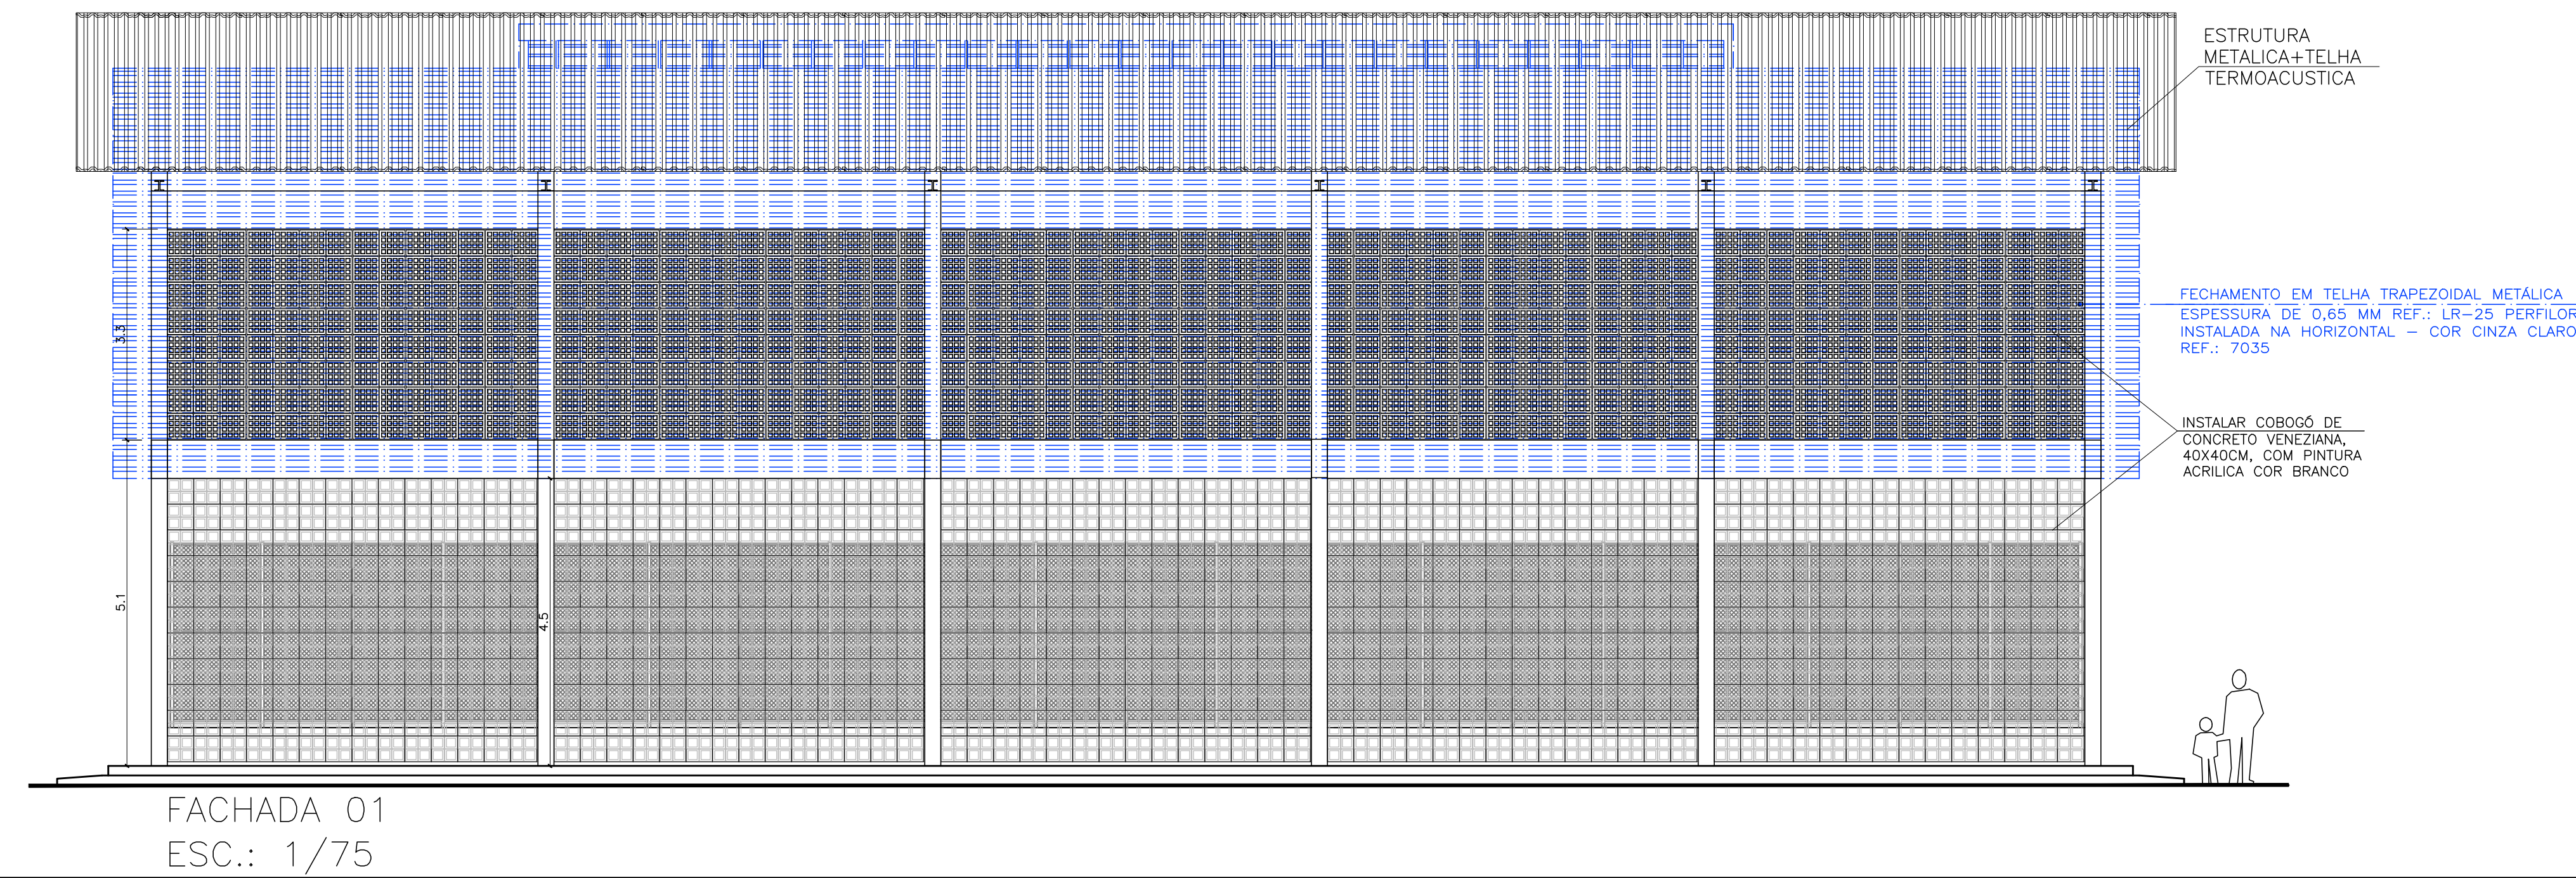 ESTRUTURA
METALICA+TELHA
TERMOACUSTICA
FECHAMENTO EM TELHA TRAPEZOIDAL METÁLICA
ESPESSURA DE 0,65 MM REF.: LR-25 PERFILOR
INSTALADA NA HORIZONTAL - COR CINZA CLARO
REF.: 7035
3.3
INSTALAR COBOGÓ DE
CONCRETO VENEZIANA,
40X40CM, COM PINTURA
ACRILICA COR BRANCO
5.1
4.5
FACHADA 01
ESC.: 1/75